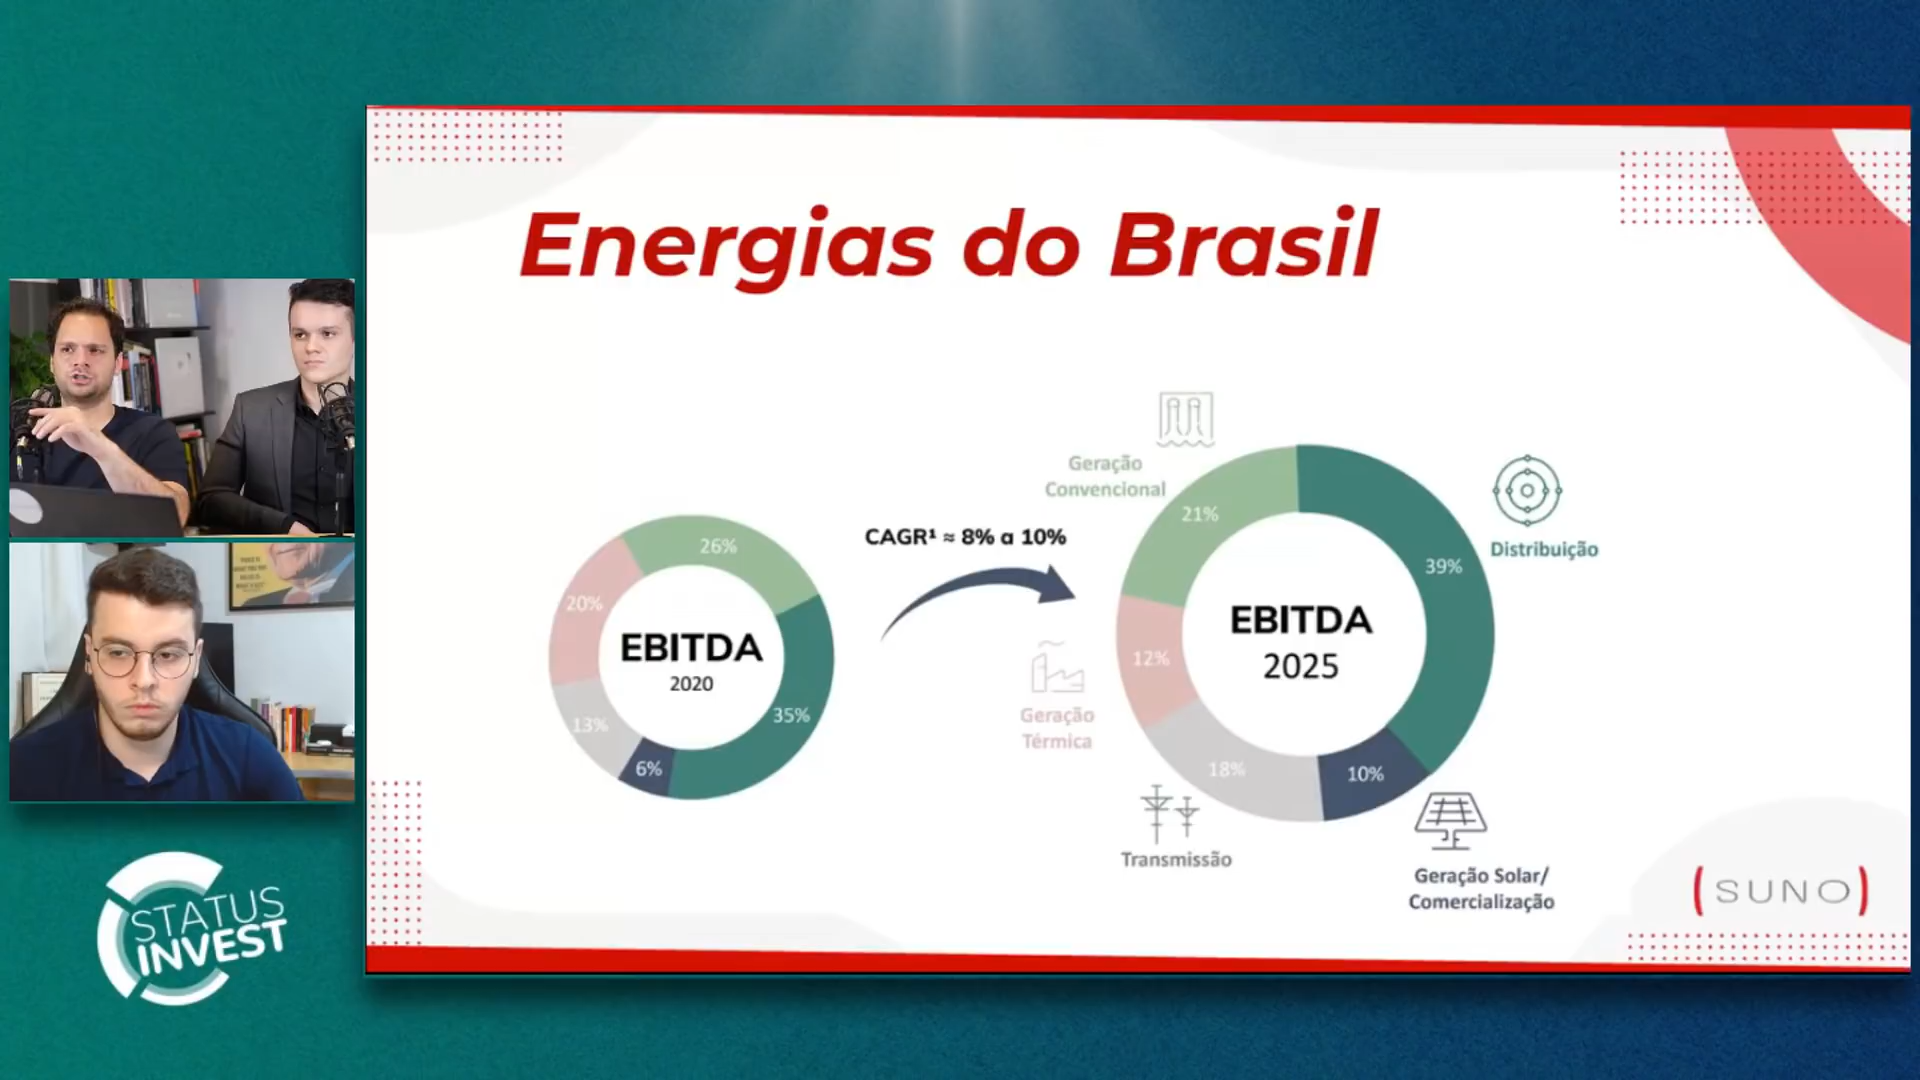 Energias do Brasil
26%
20%
13%
6%
35%
EBITDA
2020
CAGR¹ ≈ 8% a 10%
Geração
Convencional
21%
39%
12%
18%
10%
EBITDA
2025
Distribuição
Geração
Térmica
Transmissão
Geração Solar/
Comercialização
(SUNO)
STATUS
INVEST